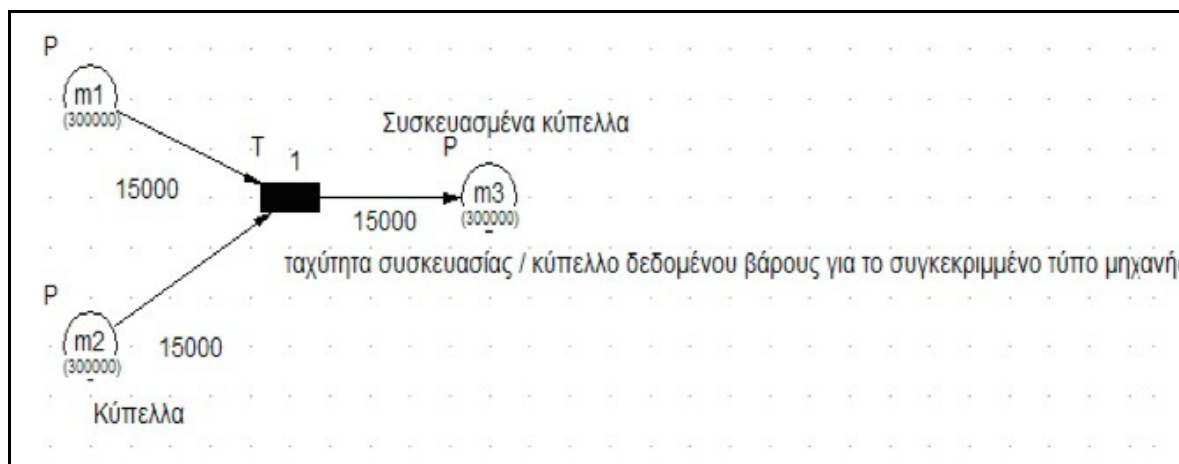 P
m1
(300000)
Συσκευασμένα κύπελλα
T 1 P
15000
m3
15000 (300000)
ταχύτητα συσκευασίας / κύπελλο δεδομένου βάρους για το συγκεκριμμένο τύπο μηχανής
P
m2 15000
(300000)
Κύπελλα